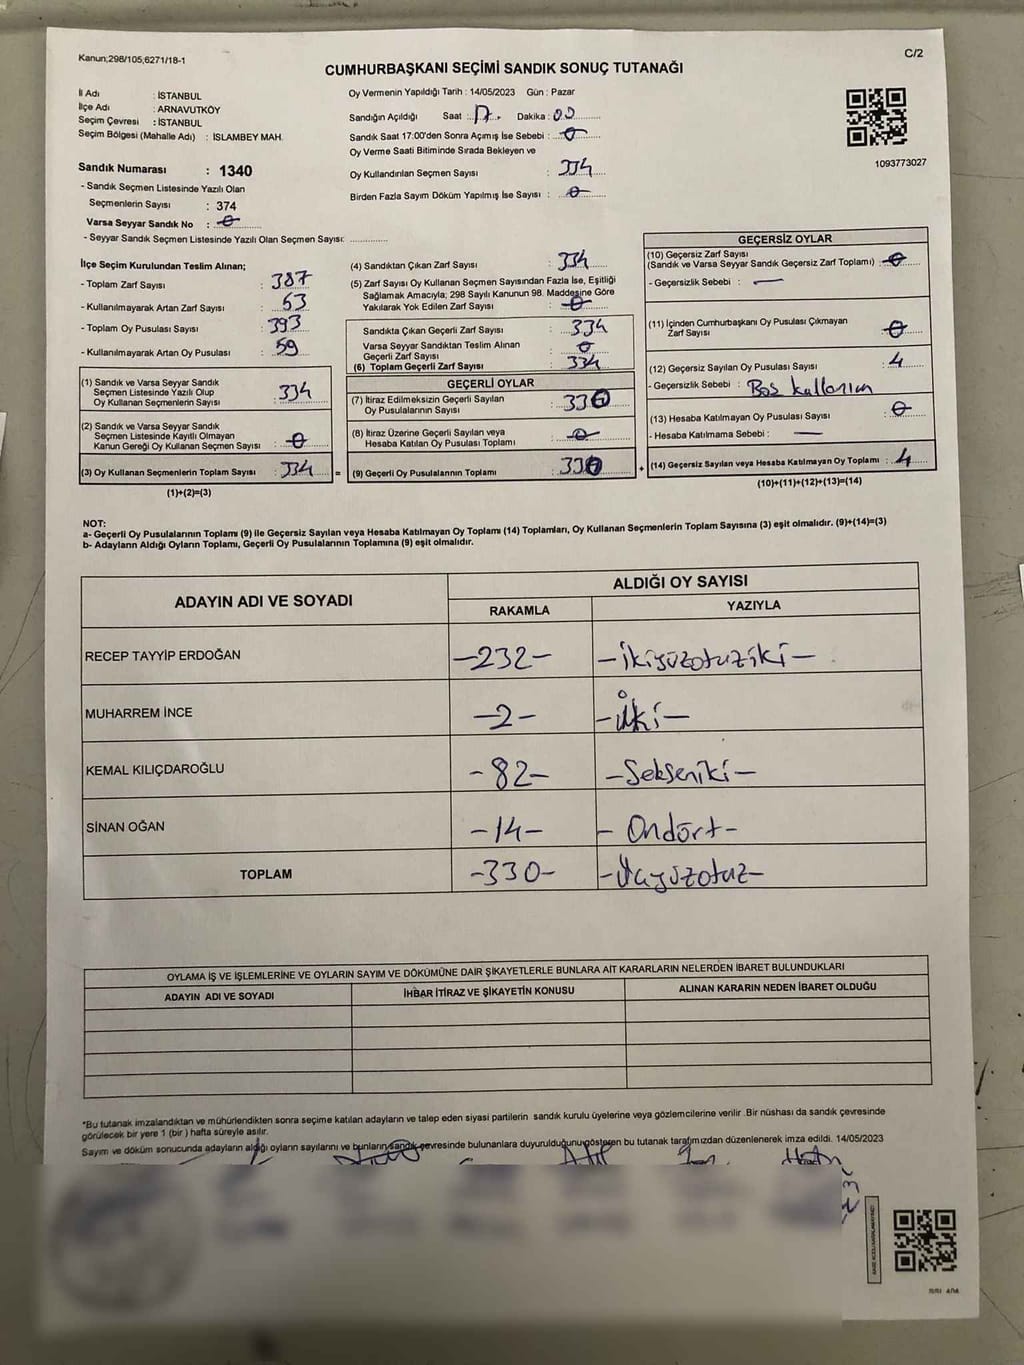 Kanun;298/105,6271/18-1
C/2
CUMHURBAŞKANI SEÇİMİ SANDIK SONUÇ TUTANAĞI
İl Adı : İSTANBUL
İlçe Adı : ARNAVUTKÖY
Seçim Çevresi : İSTANBUL
Seçim Bölgesi (Mahalle Adı) : İSLAMBEY MAH.
Sandık Numarası : 1340
- Sandık Seçmen Listesinde Yazılı Olan
Seçmenlerin Sayısı : 374
Varsa Seyyar Sandık No : 0
- Seyyar Sandık Seçmen Listesinde Yazılı Olan Seçmen Sayısı: ..............
Oy Vermenin Yapıldığı Tarih : 14/05/2023 Gün : Pazar
Sandığın Açıldığı Saat : 17. Dakika : 00
Sandık Saat 17:00'den Sonra Açımış İse Sebebi : 0
Oy Verme Saati Bitiminde Sırada Bekleyen ve
Oy Kullandırılan Seçmen Sayısı : 334
Birden Fazla Sayım Döküm Yapılmış İse Sayısı : 0
1093773027
İlçe Seçim Kurulundan Teslim Alınan;
- Toplam Zarf Sayısı : 387
- Kullanılmayarak Artan Zarf Sayısı : 53
- Toplam Oy Pusulası Sayısı : 393
- Kullanılmayarak Artan Oy Pusulası : 59
(1) Sandık ve Varsa Seyyar Sandık
Seçmen Listesinde Yazılı Olup
Oy Kullanan Seçmenlerin Sayısı : 334
(2) Sandık ve Varsa Seyyar Sandık
Seçmen Listesinde Kayıtlı Olmayan
Kanun Gereği Oy Kullanan Seçmen Sayısı : 0
(3) Oy Kullanan Seçmenlerin Toplam Sayısı : 334 =
(1)+(2)=(3)
(4) Sandıktan Çıkan Zarf Sayısı : 334
(5) Zarf Sayısı Oy Kullanan Seçmen Sayısından Fazla İse, Eşitliği
Sağlamak Amacıyla; 298 Sayılı Kanunun 98. Maddesine Göre
Yakılarak Yok Edilen Zarf Sayısı : 0
Sandıkta Çıkan Geçerli Zarf Sayısı : 334
Varsa Seyyar Sandıktan Teslim Alınan
Geçerli Zarf Sayısı : 0
(6) Toplam Geçerli Zarf Sayısı : 334
GEÇERLİ OYLAR
(7) İtiraz Edilmeksizin Geçerli Sayılan
Oy Pusulalarının Sayısı : 330
(8) İtiraz Üzerine Geçerli Sayılan veya
Hesaba Katılan Oy Pusulası Toplamı : 0
(9) Geçerli Oy Pusulalarının Toplamı : 330 +
GEÇERSİZ OYLAR
(10) Geçersiz Zarf Sayısı
(Sandık ve Varsa Seyyar Sandık Geçersiz Zarf Toplamı) : 0
- Geçersizlik Sebebi : —
(11) İçinden Cumhurbaşkanı Oy Pusulası Çıkmayan
Zarf Sayısı : 0
(12) Geçersiz Sayılan Oy Pusulası Sayısı : 4
- Geçersizlik Sebebi : Boş kullanım
(13) Hesaba Katılmayan Oy Pusulası Sayısı : 0
- Hesaba Katılmama Sebebi : —
(14) Geçersiz Sayılan veya Hesaba Katılmayan Oy Toplamı : 4
(10)+(11)+(12)+(13)=(14)
NOT:
a- Geçerli Oy Pusulalarının Toplamı (9) ile Geçersiz Sayılan veya Hesaba Katılmayan Oy Toplamı (14) Toplamları, Oy Kullanan Seçmenlerin Toplam Sayısına (3) eşit olmalıdır. (9)+(14)=(3)
b- Adayların Aldığı Oyların Toplamı, Geçerli Oy Pusulalarının Toplamına (9) eşit olmalıdır.
ADAYIN ADI VE SOYADI
ALDIĞI OY SAYISI
RAKAMLA YAZIYLA
RECEP TAYYİP ERDOĞAN -232- -İkiyüzotuziki-
MUHARREM İNCE -2- -İki-
KEMAL KILIÇDAROĞLU -82- -Sekseniki-
SİNAN OĞAN -14- - Ondört-
TOPLAM -330- -Üçyüzotuz-
OYLAMA İŞ VE İŞLEMLERİNE VE OYLARIN SAYIM VE DÖKÜMÜNE DAİR ŞİKAYETLERLE BUNLARA AİT KARARLARIN NELERDEN İBARET BULUNDUKLARI
ADAYIN ADI VE SOYADI İHBAR İTİRAZ VE ŞİKAYETİN KONUSU ALINAN KARARIN NEDEN İBARET OLDUĞU
*Bu tutanak imzalandıktan ve mühürlendikten sonra seçime katılan adayların ve talep eden siyasi partilerin sandık kurulu üyelerine veya gözlemcilerine verilir .Bir nüshası da sandık çevresinde
görülecek bir yere 1 (bir ) hafta süreyle asılır.
Sayım ve döküm sonucunda adayların aldığı oyların sayılarını ve bunların sandık çevresinde bulunanlara duyurulduğunu gösteren bu tutanak tarafımızdan düzenlenerek imza edildi. 14/05/2023